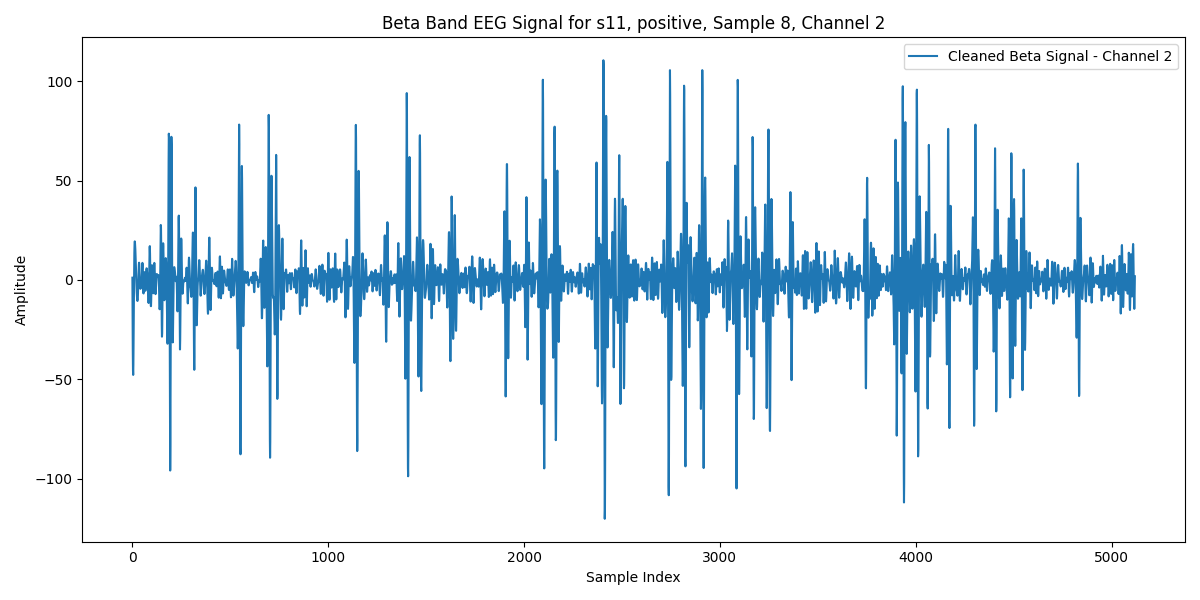 Beta Band EEG Signal for s11, positive, Sample 8, Channel 2
Cleaned Beta Signal - Channel 2
Amplitude
100
50
0
−50
−100
0 1000 2000 3000 4000 5000
Sample Index